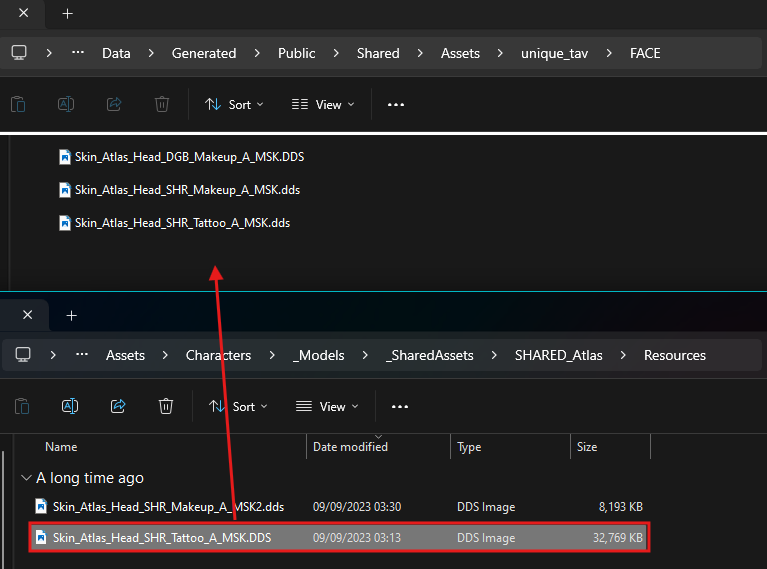 Data > Generated > Public > Shared > Assets > unique_tav > FACE
Sort View
Skin_Atlas_Head_DGB_Makeup_A_MSK.DDS
Skin_Atlas_Head_SHR_Makeup_A_MSK.dds
Skin_Atlas_Head_SHR_Tattoo_A_MSK.dds
Assets > Characters > _Models > _SharedAssets > SHARED_Atlas > Resources
Sort View
Name Date modified Type Size
A long time ago
Skin_Atlas_Head_SHR_Makeup_A_MSK2.dds 09/09/2023 03:30 DDS Image 8,193 KB
Skin_Atlas_Head_SHR_Tattoo_A_MSK.DDS 09/09/2023 03:13 DDS Image 32,769 KB